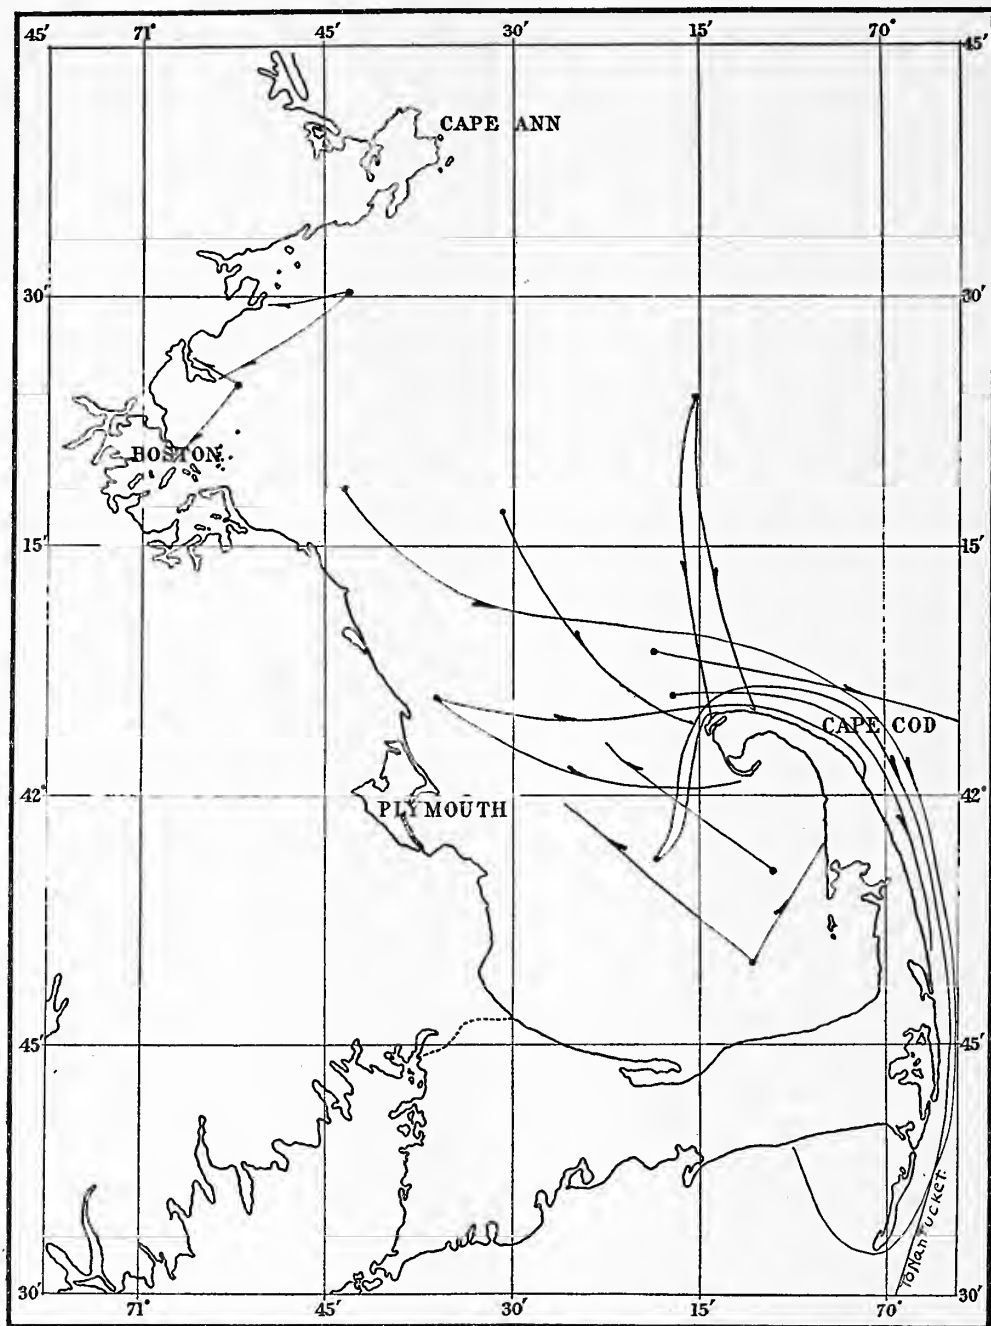 45′ 71° 45′ 30′ 15′ 70°
45′ 45′
CAPE ANN
30′ 30′
BOSTON
15′ 15′
CAPE COD
42° 42°
PLYMOUTH
45′ 45′
To Nantucket.
30′ 30′
71° 45′ 30′ 15′ 70°